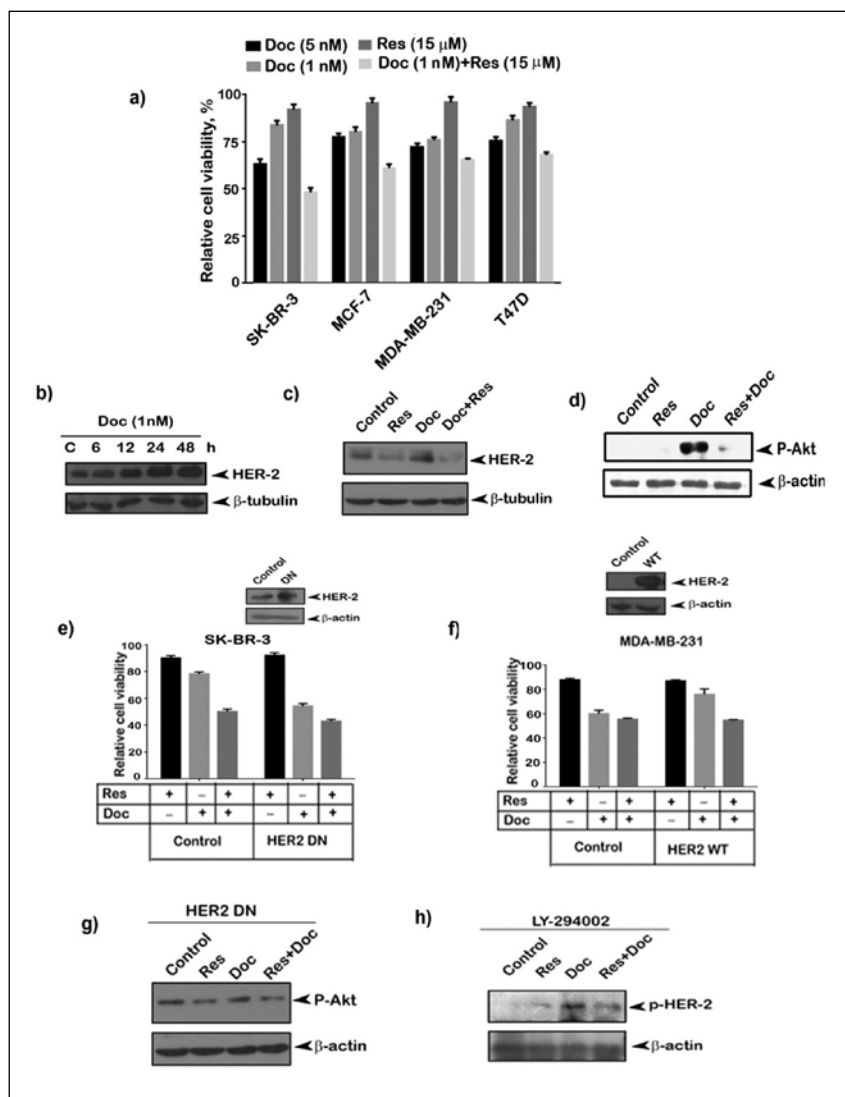 Doc (5 nM) Res (15 μM)
Doc (1 nM) Doc (1 nM)+Res (15 μM)
a)
Relative cell viability, %
100
75
50
25
0
SK-BR-3 MCF-7 MDA-MB-231 T47D
b)
Doc (1nM)
C 6 12 24 48 h
HER-2
β-tubulin
c)
Control Res Doc Doc+Res
HER-2
β-tubulin
d)
Control Res Doc Res+Doc
P-Akt
β-actin
Control DN
HER-2
β-actin
e)
SK-BR-3
Relative cell viability
100
80
60
40
20
0
Res + – + + – +
Doc – + + – + +
Control HER2 DN
Control WT
HER-2
β-actin
f)
MDA-MB-231
Relative cell viability
100
80
60
40
20
0
Res + – + + – +
Doc – + + – + +
Control HER2 WT
g)
HER2 DN
Control Res Doc Res+Doc
P-Akt
β-actin
h)
LY-294002
Control Res Doc Res+Doc
p-HER-2
β-actin